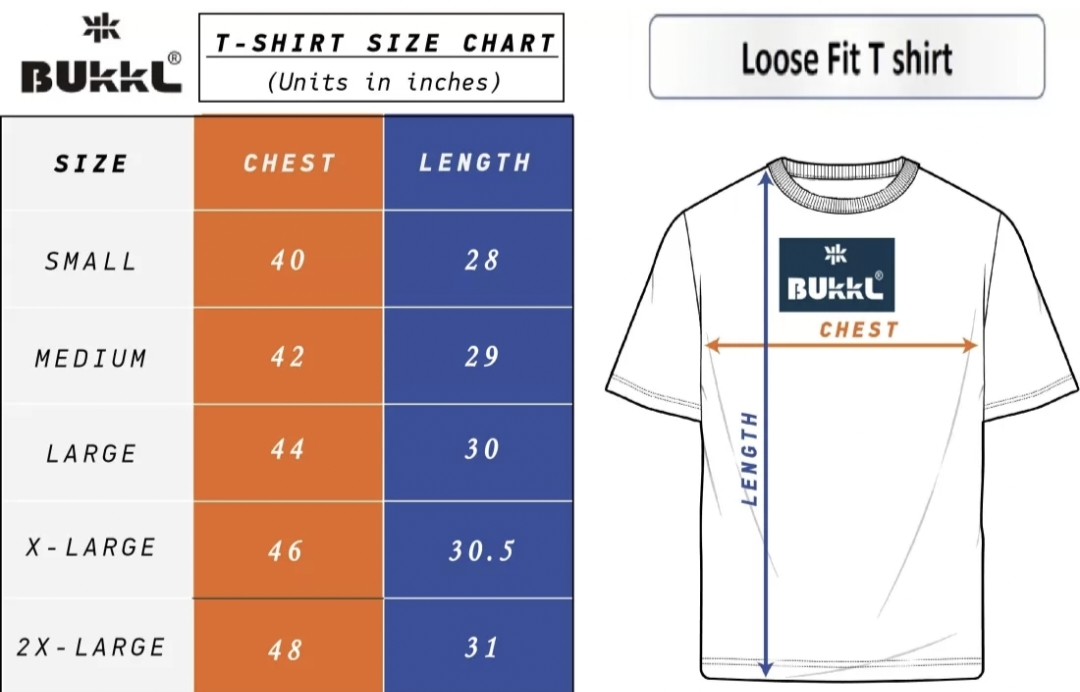 BUKKL®
T-SHIRT SIZE CHART
(Units in inches)
Loose Fit T shirt
SIZE CHEST LENGTH
SMALL 40 28
MEDIUM 42 29
LARGE 44 30
X-LARGE 46 30.5
2X-LARGE 48 31
BUKKL®
CHEST
LENGTH